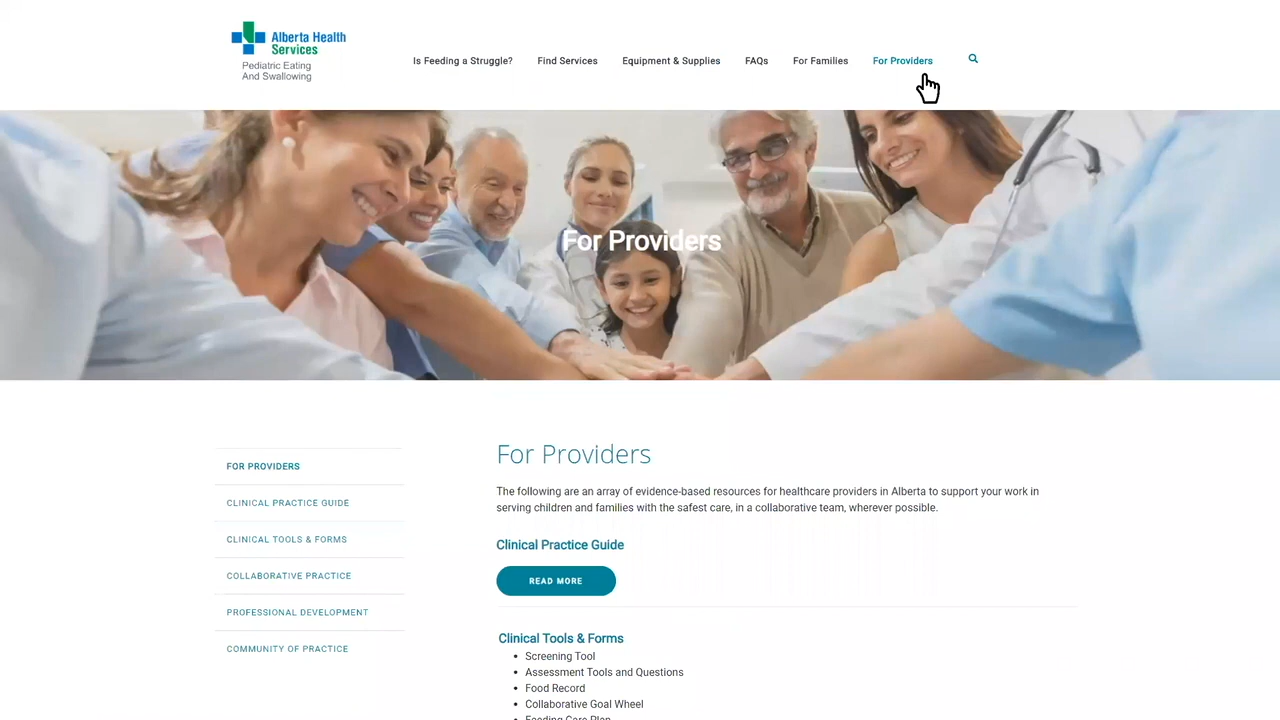 Alberta Health
Services
Pediatric Eating
And Swallowing
Is Feeding a Struggle?
Find Services
Equipment & Supplies
FAQs
For Families
For Providers
For Providers
FOR PROVIDERS
CLINICAL PRACTICE GUIDE
CLINICAL TOOLS & FORMS
COLLABORATIVE PRACTICE
PROFESSIONAL DEVELOPMENT
COMMUNITY OF PRACTICE
For Providers
The following are an array of evidence-based resources for healthcare providers in Alberta to support your work in
serving children and families with the safest care, in a collaborative team, wherever possible.
Clinical Practice Guide
READ MORE
Clinical Tools & Forms
• Screening Tool
• Assessment Tools and Questions
• Food Record
• Collaborative Goal Wheel
• Feeding Care Plan